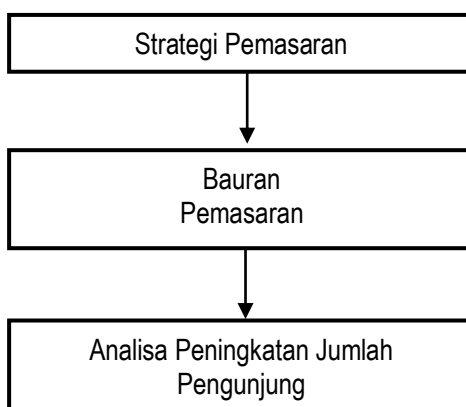 Strategi Pemasaran
Bauran
Pemasaran
Analisa Peningkatan Jumlah
Pengunjung